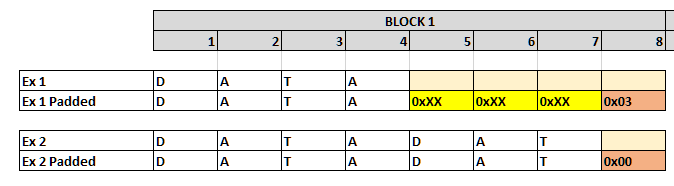 BLOCK 1
1 2 3 4 5 6 7 8
Ex 1 D A T A
Ex 1 Padded D A T A 0xXX 0xXX 0xXX 0x03
Ex 2 D A T A D A T
Ex 2 Padded D A T A D A T 0x00